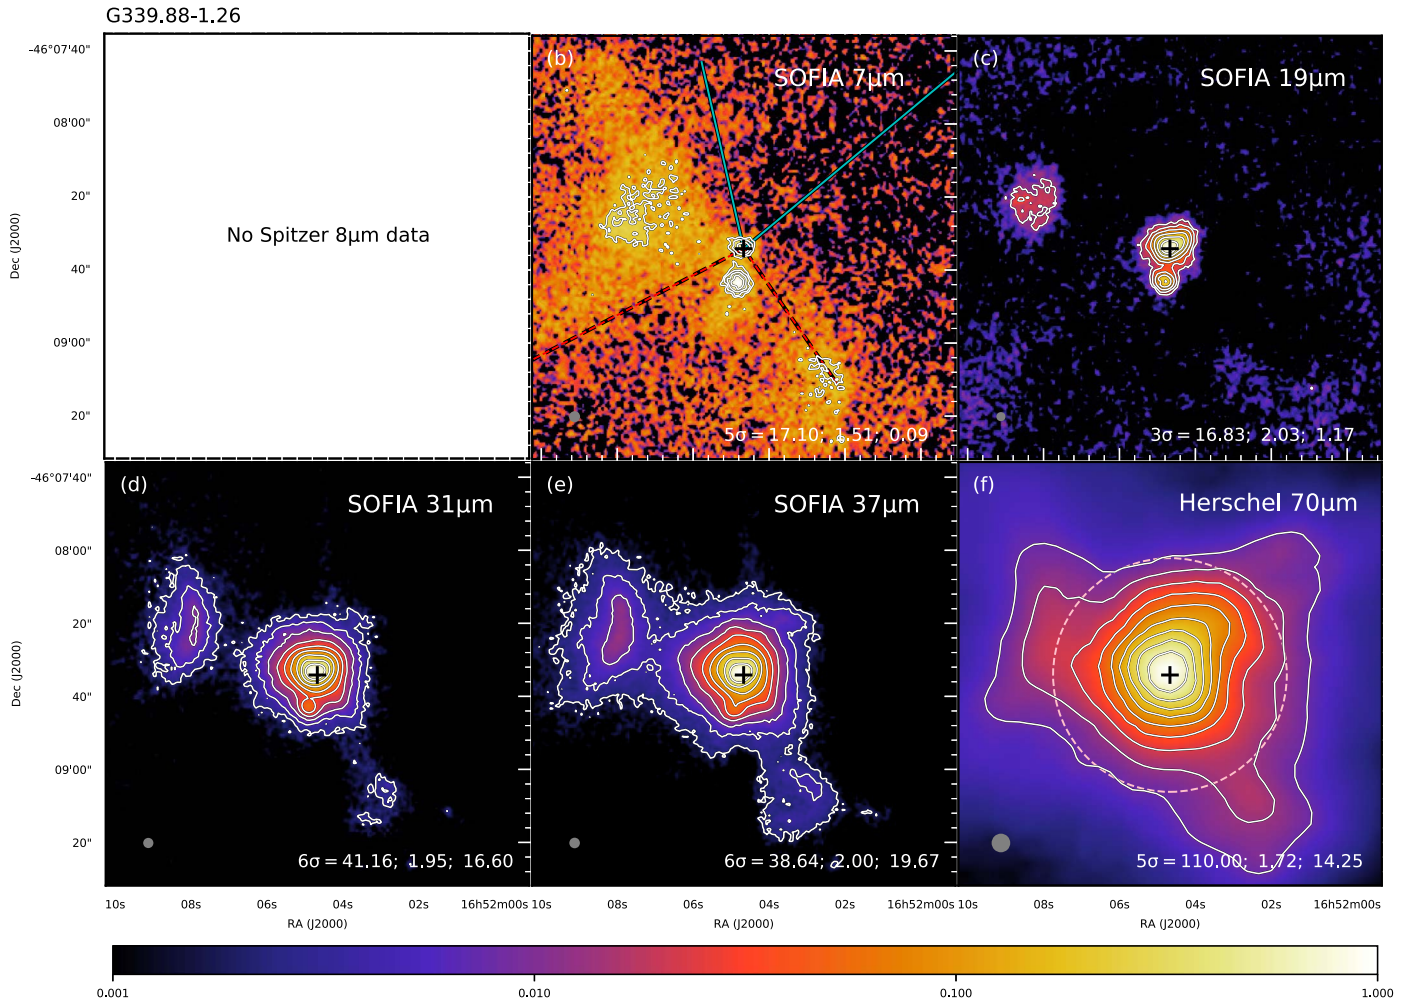 G339.88-1.26
No Spitzer 8μm data
(b)
SOFIA 7μm
5σ = 17.10; 1.51; 0.09
(c)
SOFIA 19μm
3σ = 16.83; 2.03; 1.17
-46°07'40"
08'00"
20"
40"
09'00"
20"
Dec (J2000)
(d)
SOFIA 31μm
6σ = 41.16; 1.95; 16.60
(e)
SOFIA 37μm
6σ = 38.64; 2.00; 19.67
(f)
Herschel 70μm
5σ = 110.00; 1.72; 14.25
-46°07'40"
08'00"
20"
40"
09'00"
20"
Dec (J2000)
10s 08s 06s 04s 02s 16h52m00s
RA (J2000)
10s 08s 06s 04s 02s
RA (J2000)
10s 08s 06s 04s 02s 16h52m00s
RA (J2000)
0.001 0.010 0.100 1.000